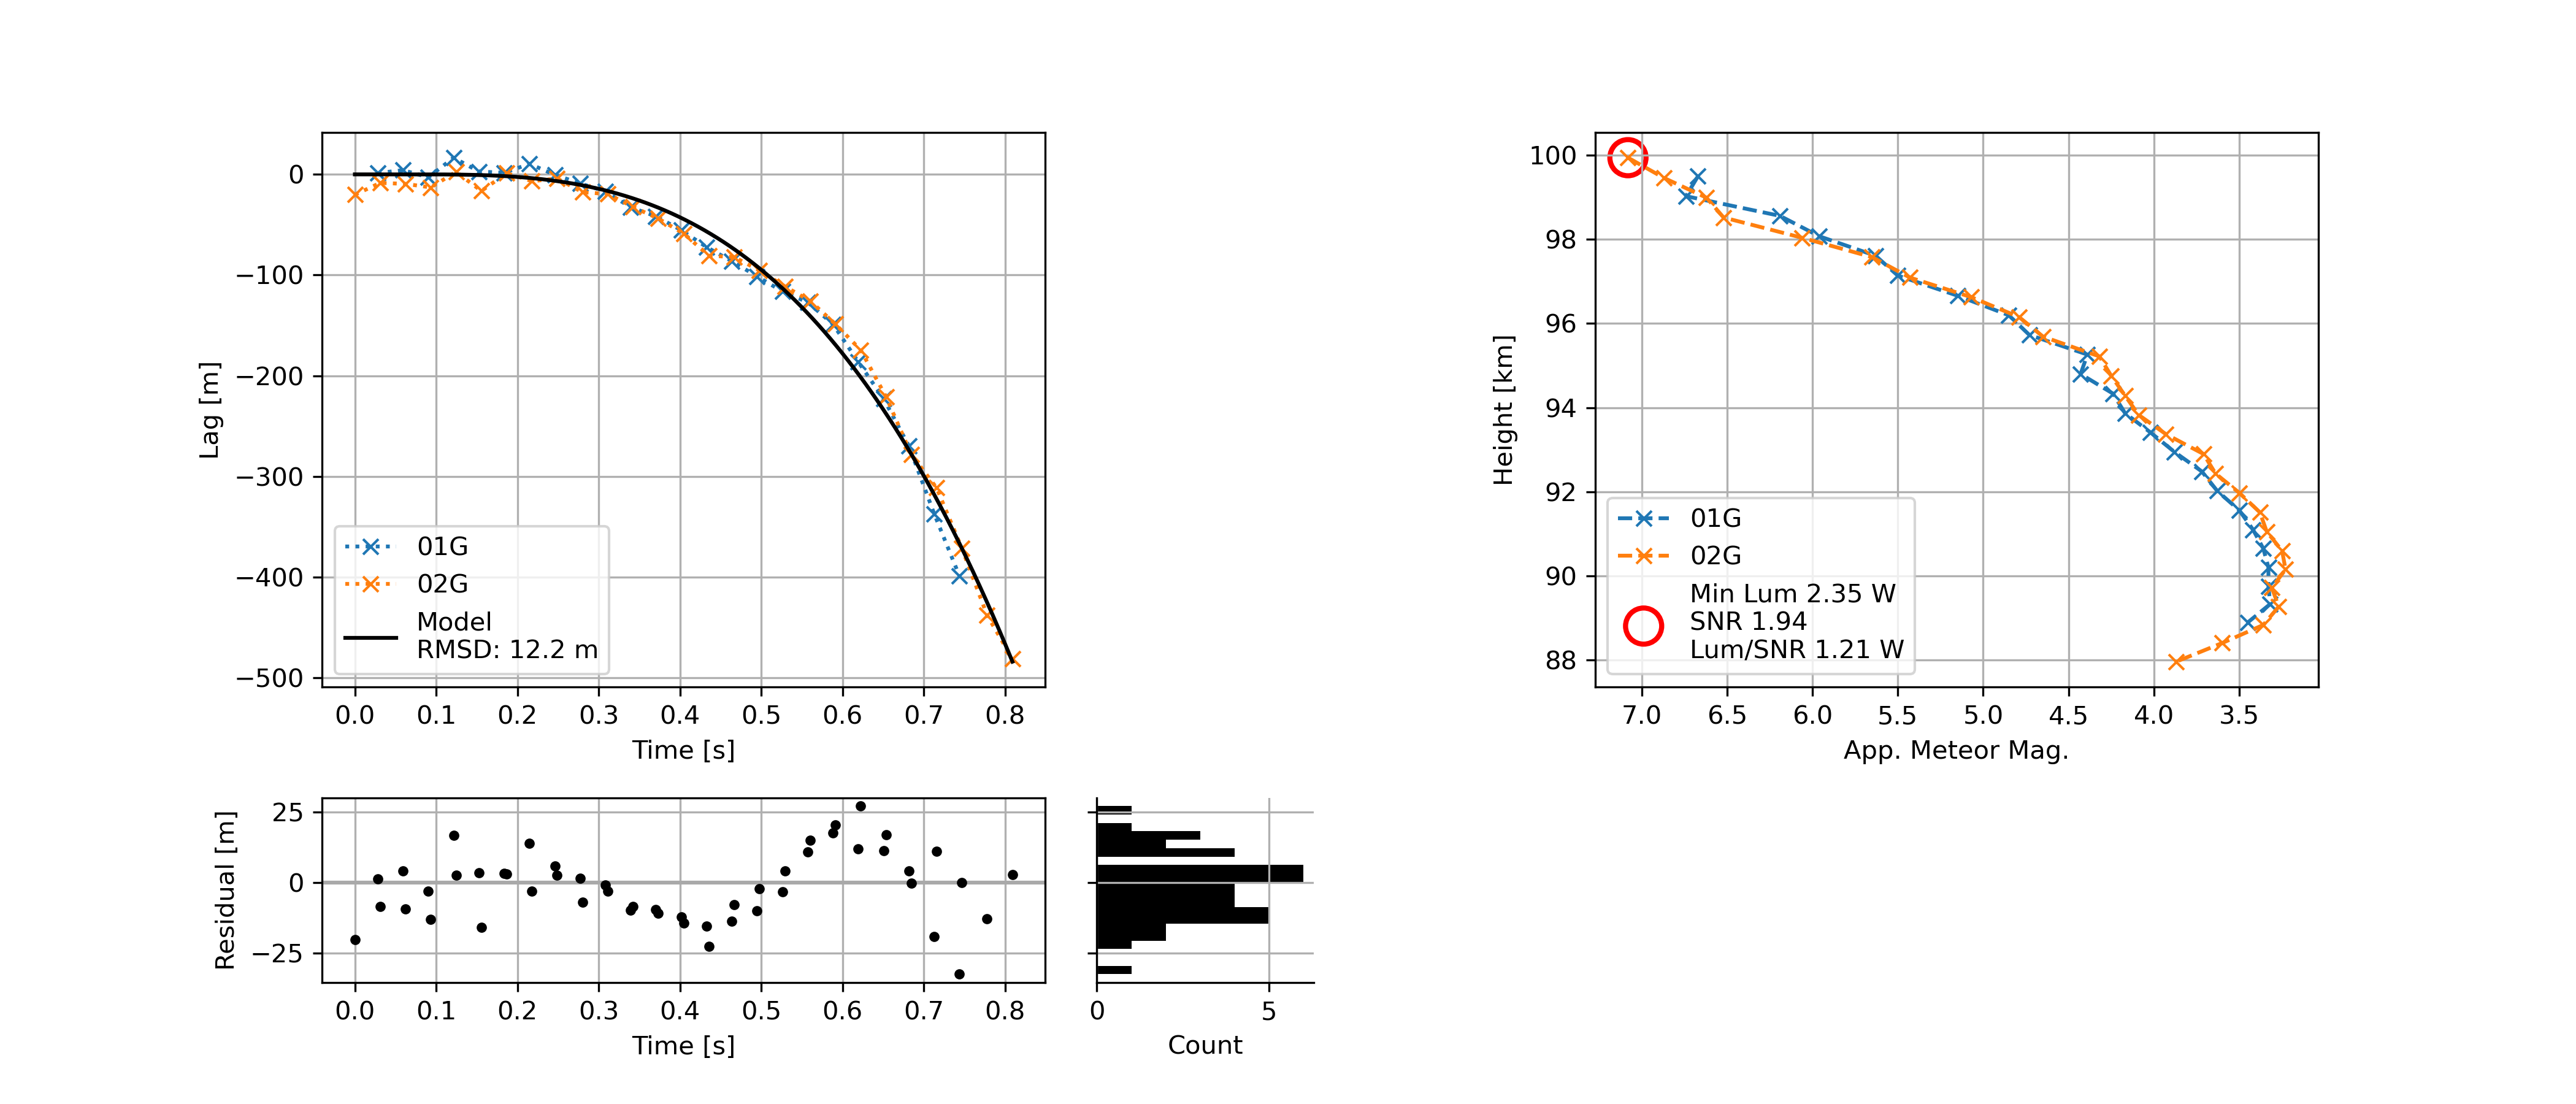 0
−100
−200
−300
−400
−500
Lag [m]
01G
02G
Model
RMSD: 12.2 m
0.0 0.1 0.2 0.3 0.4 0.5 0.6 0.7 0.8
Time [s]
100
98
96
94
92
90
88
Height [km]
01G
02G
Min Lum 2.35 W
SNR 1.94
Lum/SNR 1.21 W
7.0 6.5 6.0 5.5 5.0 4.5 4.0 3.5
App. Meteor Mag.
25
0
−25
Residual [m]
0.0 0.1 0.2 0.3 0.4 0.5 0.6 0.7 0.8
Time [s]
0 5
Count